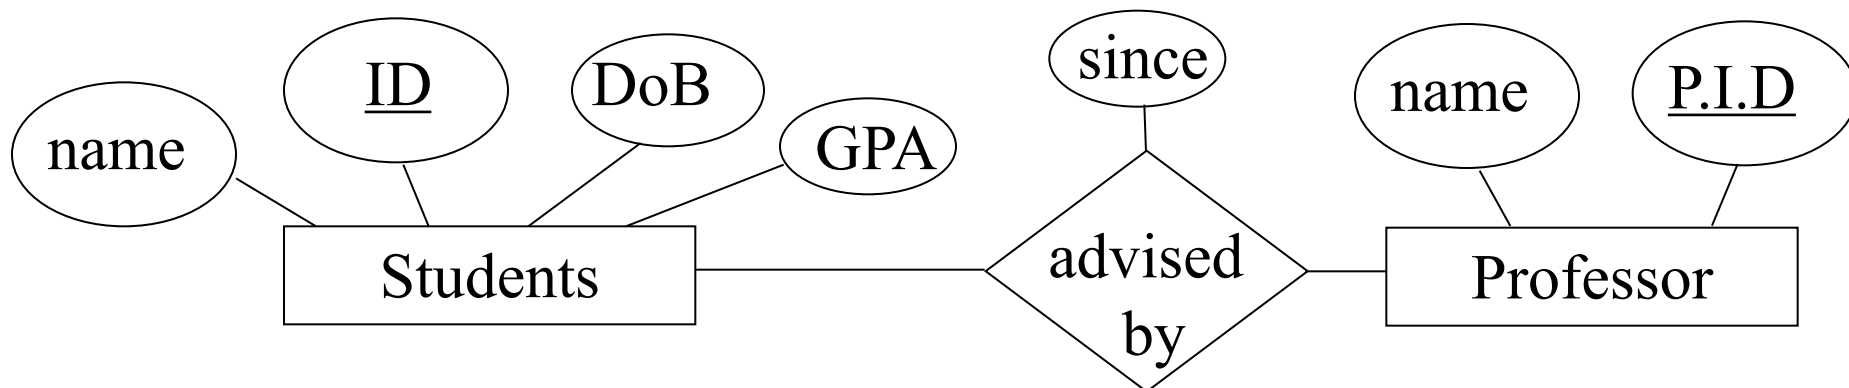 name
ID
DoB
GPA
since
name
P.I.D
Students
advised
by
Professor